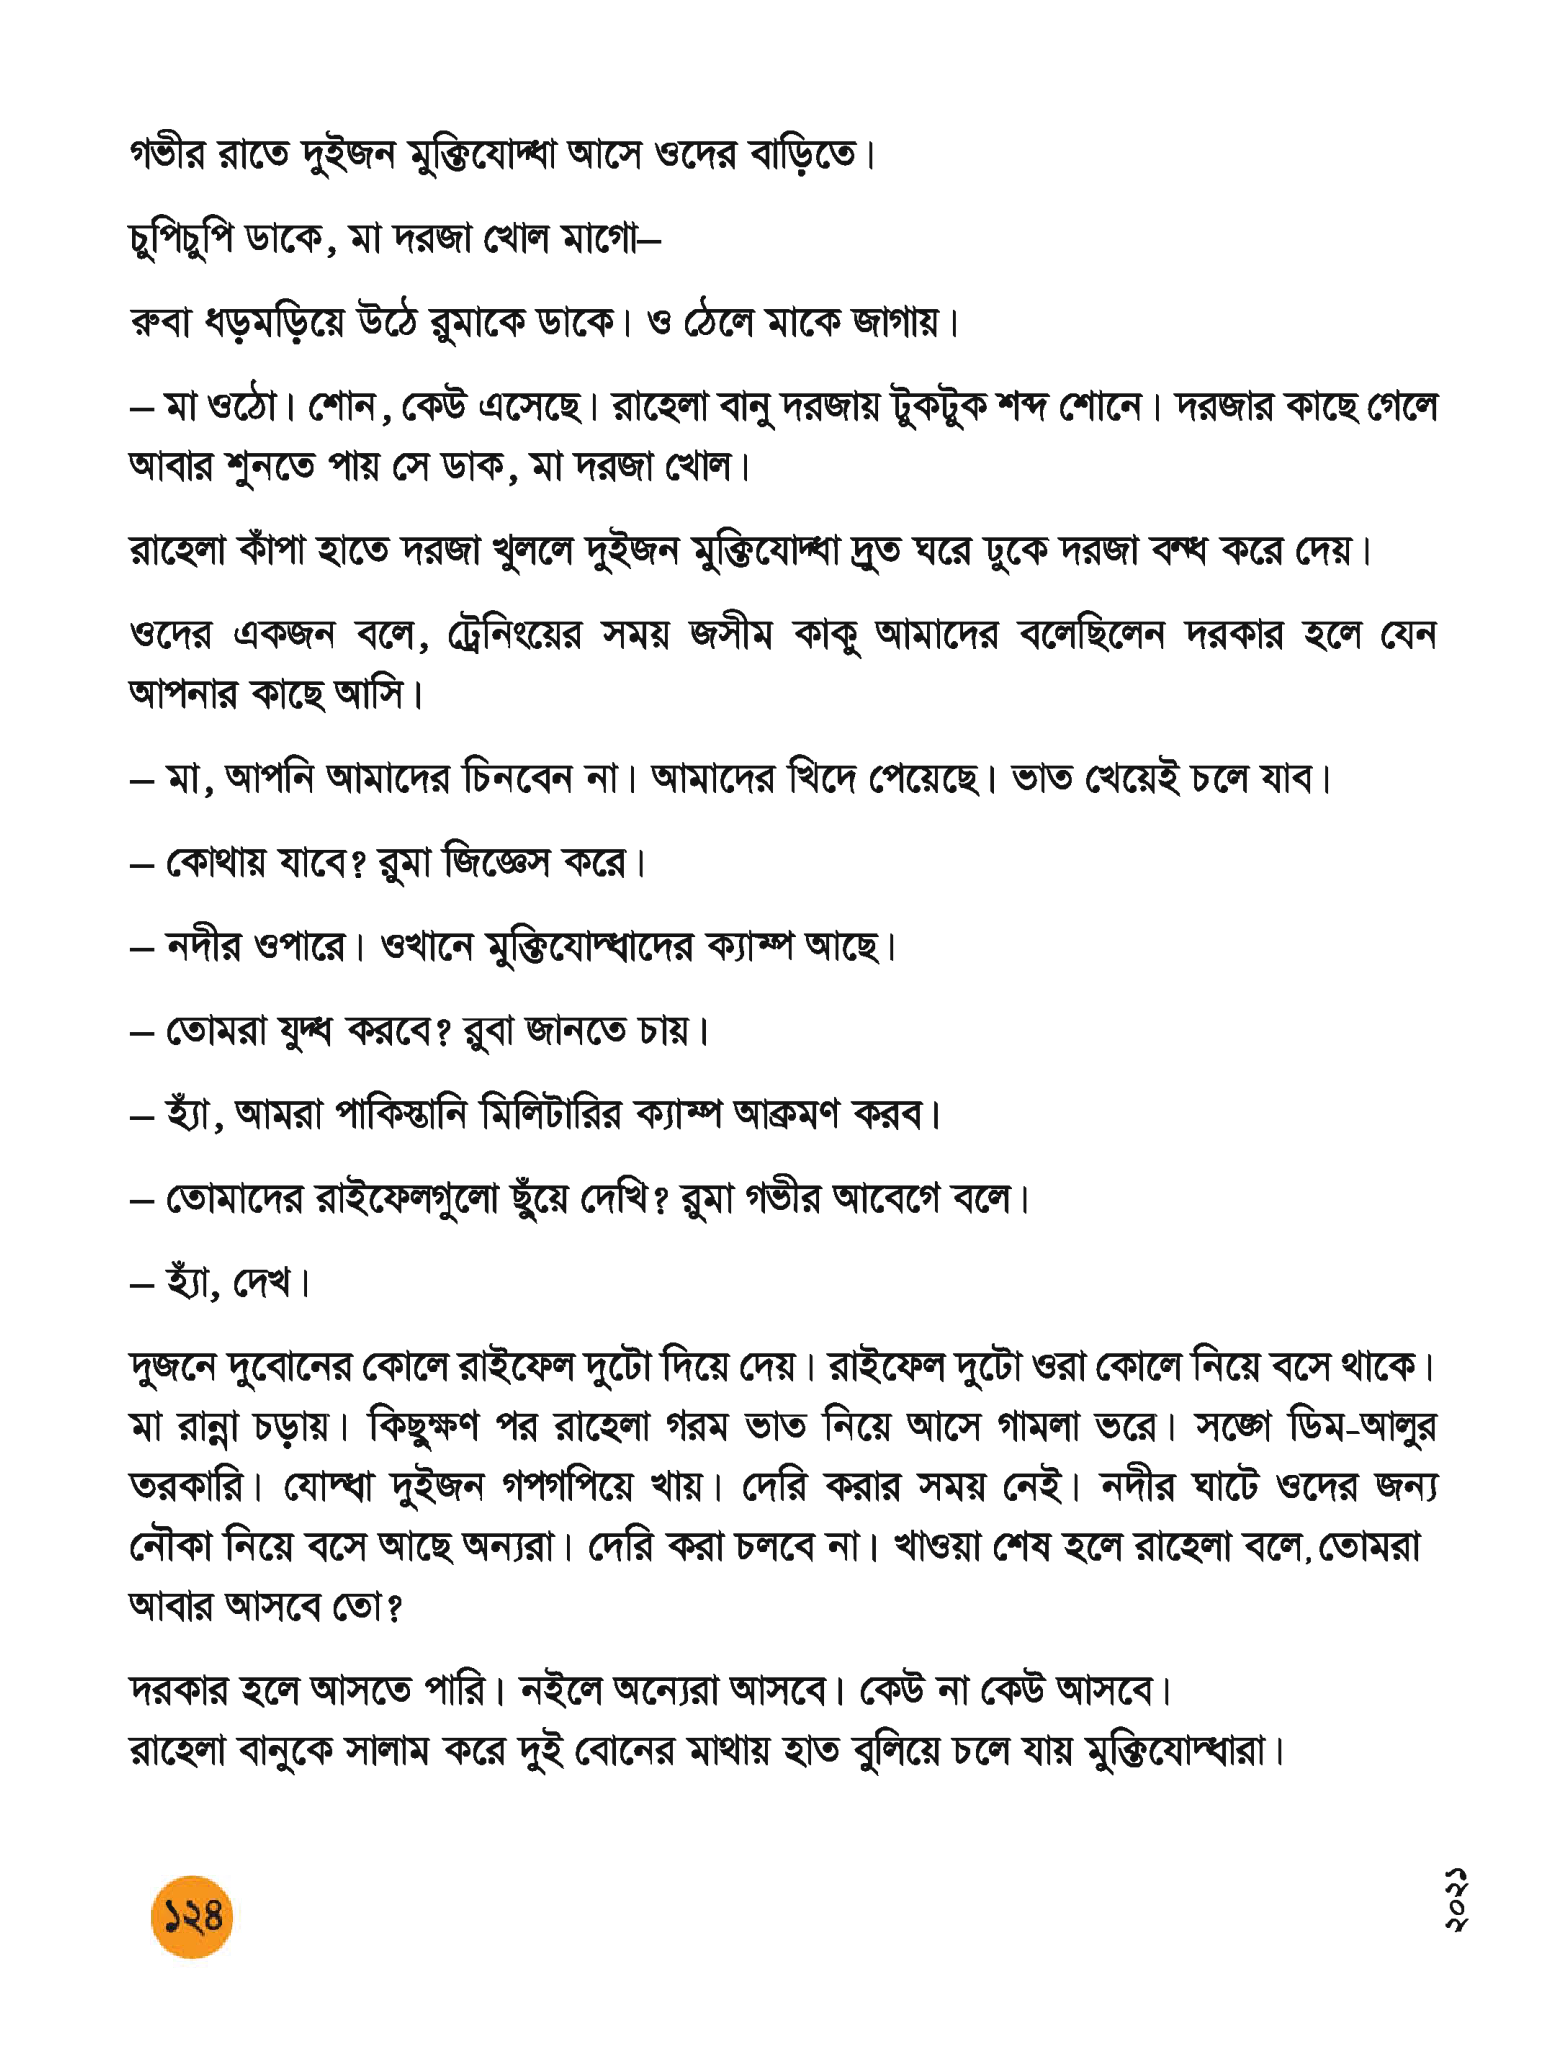 গভীর রাতে দুইজন মুক্তিযোদ্ধা আসে ওদের বাড়িতে।
চুপিচুপি ডাকে, মা দরজা খোল মাগো–
রুবা ধড়মড়িয়ে উঠে রুমাকে ডাকে। ও ঠেলে মাকে জাগায়।
– মা ওঠো। শোন, কেউ এসেছে। রাহেলা বানু দরজায় টুকটুক শব্দ শোনে। দরজার কাছে গেলে
আবার শুনতে পায় সে ডাক, মা দরজা খোল।
রাহেলা কাঁপা হাতে দরজা খুললে দুইজন মুক্তিযোদ্ধা দ্রুত ঘরে ঢুকে দরজা বন্ধ করে দেয়।
ওদের একজন বলে, ট্রেনিংয়ের সময় জসীম কাকু আমাদের বলেছিলেন দরকার হলে যেন
আপনার কাছে আসি।
– মা, আপনি আমাদের চিনবেন না। আমাদের খিদে পেয়েছে। ভাত খেয়েই চলে যাব।
– কোথায় যাবে? রুমা জিজ্ঞেস করে।
– নদীর ওপারে। ওখানে মুক্তিযোদ্ধাদের ক্যাম্প আছে।
– তোমরা যুদ্ধ করবে? রুবা জানতে চায়।
– হ্যাঁ, আমরা পাকিস্তানি মিলিটারির ক্যাম্প আক্রমণ করব।
– তোমাদের রাইফেলগুলো ছুঁয়ে দেখি? রুমা গভীর আবেগে বলে।
– হ্যাঁ, দেখ।
দুজনে দুবোনের কোলে রাইফেল দুটো দিয়ে দেয়। রাইফেল দুটো ওরা কোলে নিয়ে বসে থাকে।
মা রান্না চড়ায়। কিছুক্ষণ পর রাহেলা গরম ভাত নিয়ে আসে গামলা ভরে। সঙ্গে ডিম-আলুর
তরকারি। যোদ্ধা দুইজন গপগপিয়ে খায়। দেরি করার সময় নেই। নদীর ঘাটে ওদের জন্য
নৌকা নিয়ে বসে আছে অন্যরা। দেরি করা চলবে না। খাওয়া শেষ হলে রাহেলা বলে, তোমরা
আবার আসবে তো?
দরকার হলে আসতে পারি। নইলে অন্যেরা আসবে। কেউ না কেউ আসবে।
রাহেলা বানুকে সালাম করে দুই বোনের মাথায় হাত বুলিয়ে চলে যায় মুক্তিযোদ্ধারা।
১২৪
২০২১